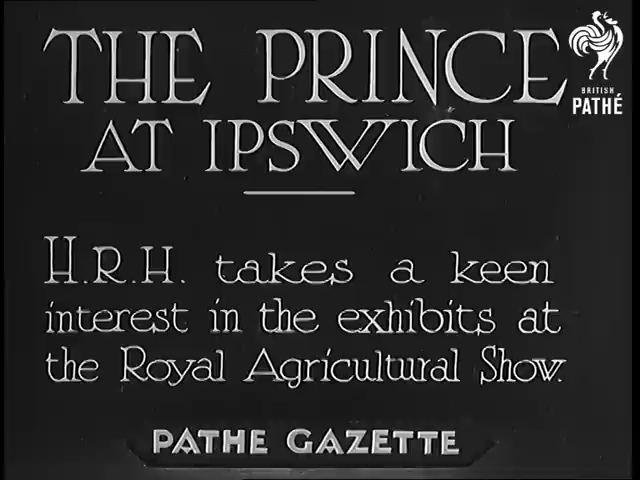 THE PRINCE
AT IPSWICH
H.R.H. takes a keen
interest in the exhibits at
the Royal Agricultural Show.
PATHE GAZETTE
BRITISH
PATHÉ